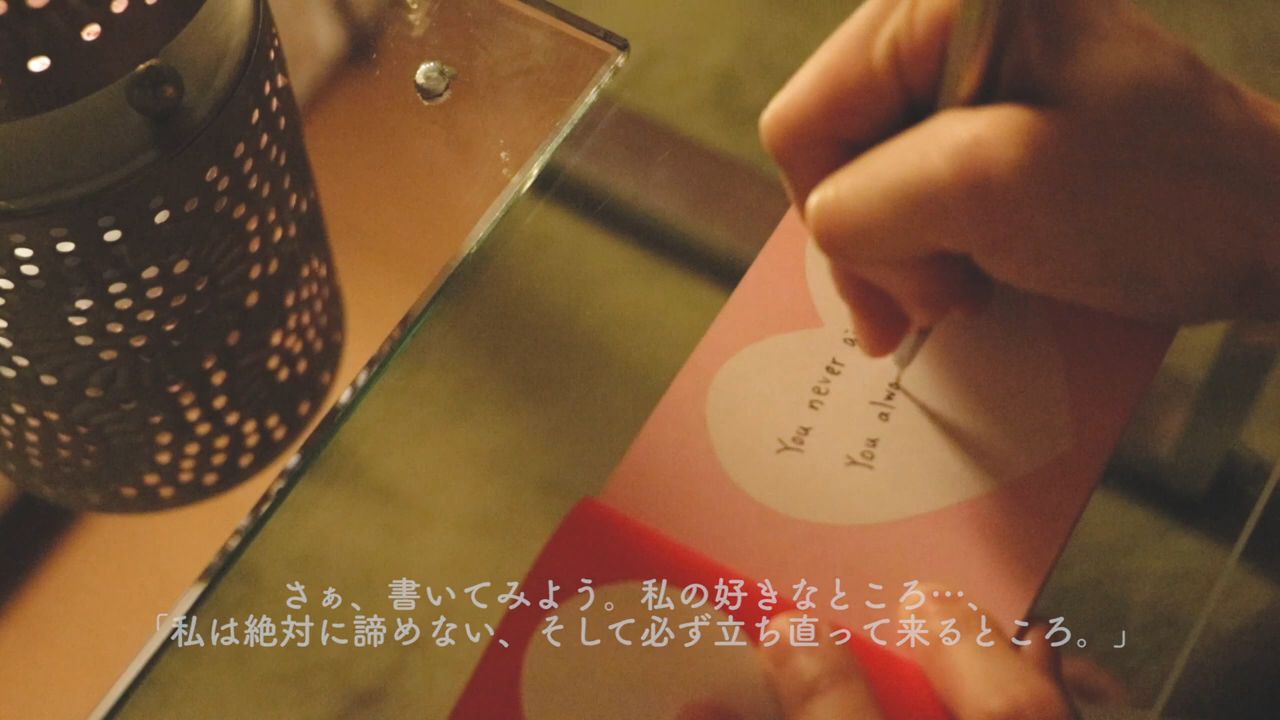 You never
You alwa
さぁ、書いてみよう。私の好きなところ…、
「私は絶対に諦めない、そして必ず立ち直って来るところ。」